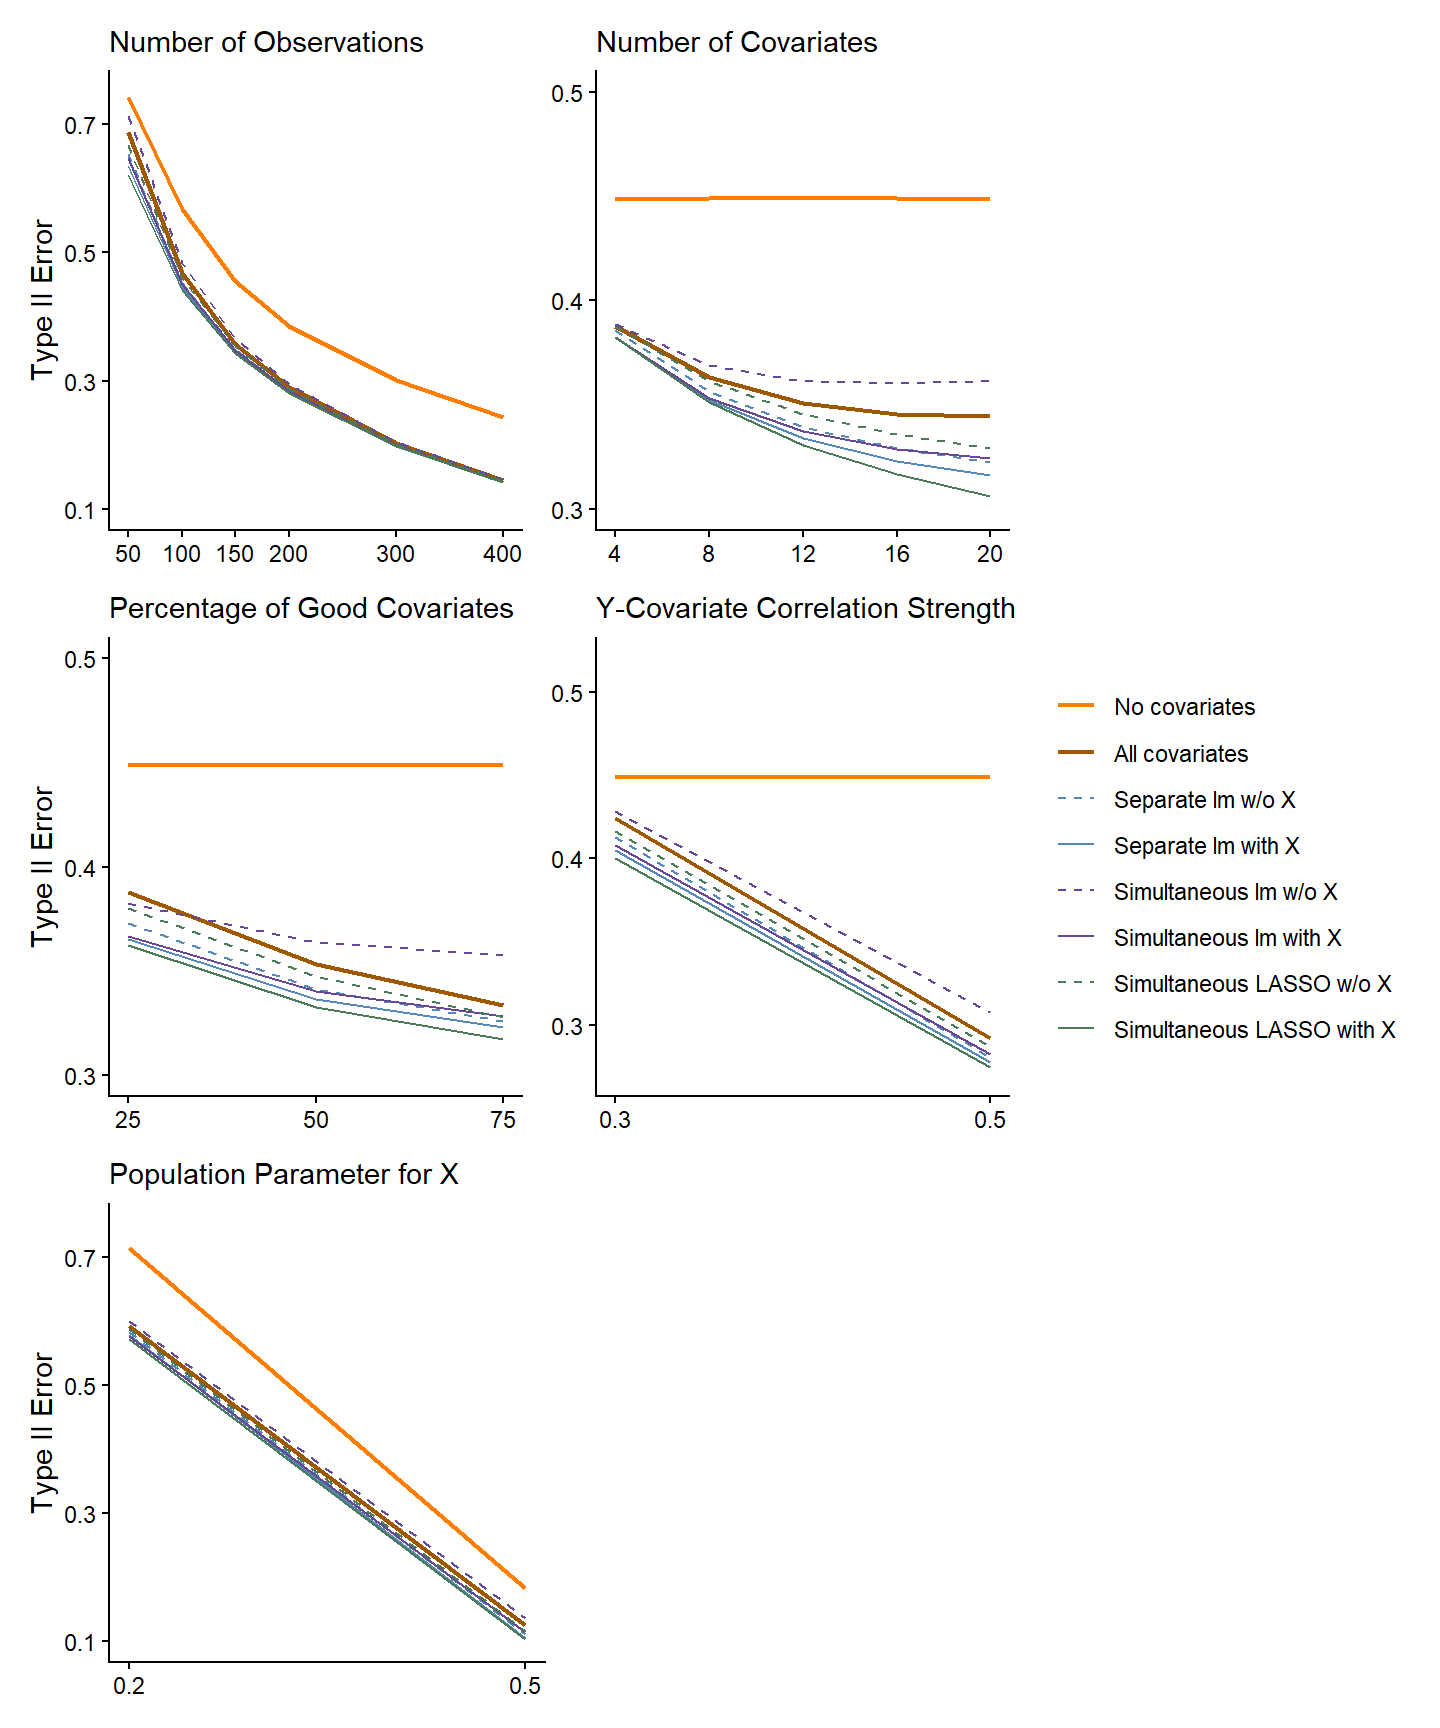 Number of Observations
Type II Error
0.7
0.5
0.3
0.1
50 100 150 200 300 400
Number of Covariates
0.5
0.4
0.3
4 8 12 16 20
Percentage of Good Covariates
Type II Error
0.5
0.4
0.3
25 50 75
Y-Covariate Correlation Strength
0.5
0.4
0.3
0.3 0.5
No covariates
All covariates
Separate lm w/o X
Separate lm with X
Simultaneous lm w/o X
Simultaneous lm with X
Simultaneous LASSO w/o X
Simultaneous LASSO with X
Population Parameter for X
Type II Error
0.7
0.5
0.3
0.1
0.2 0.5